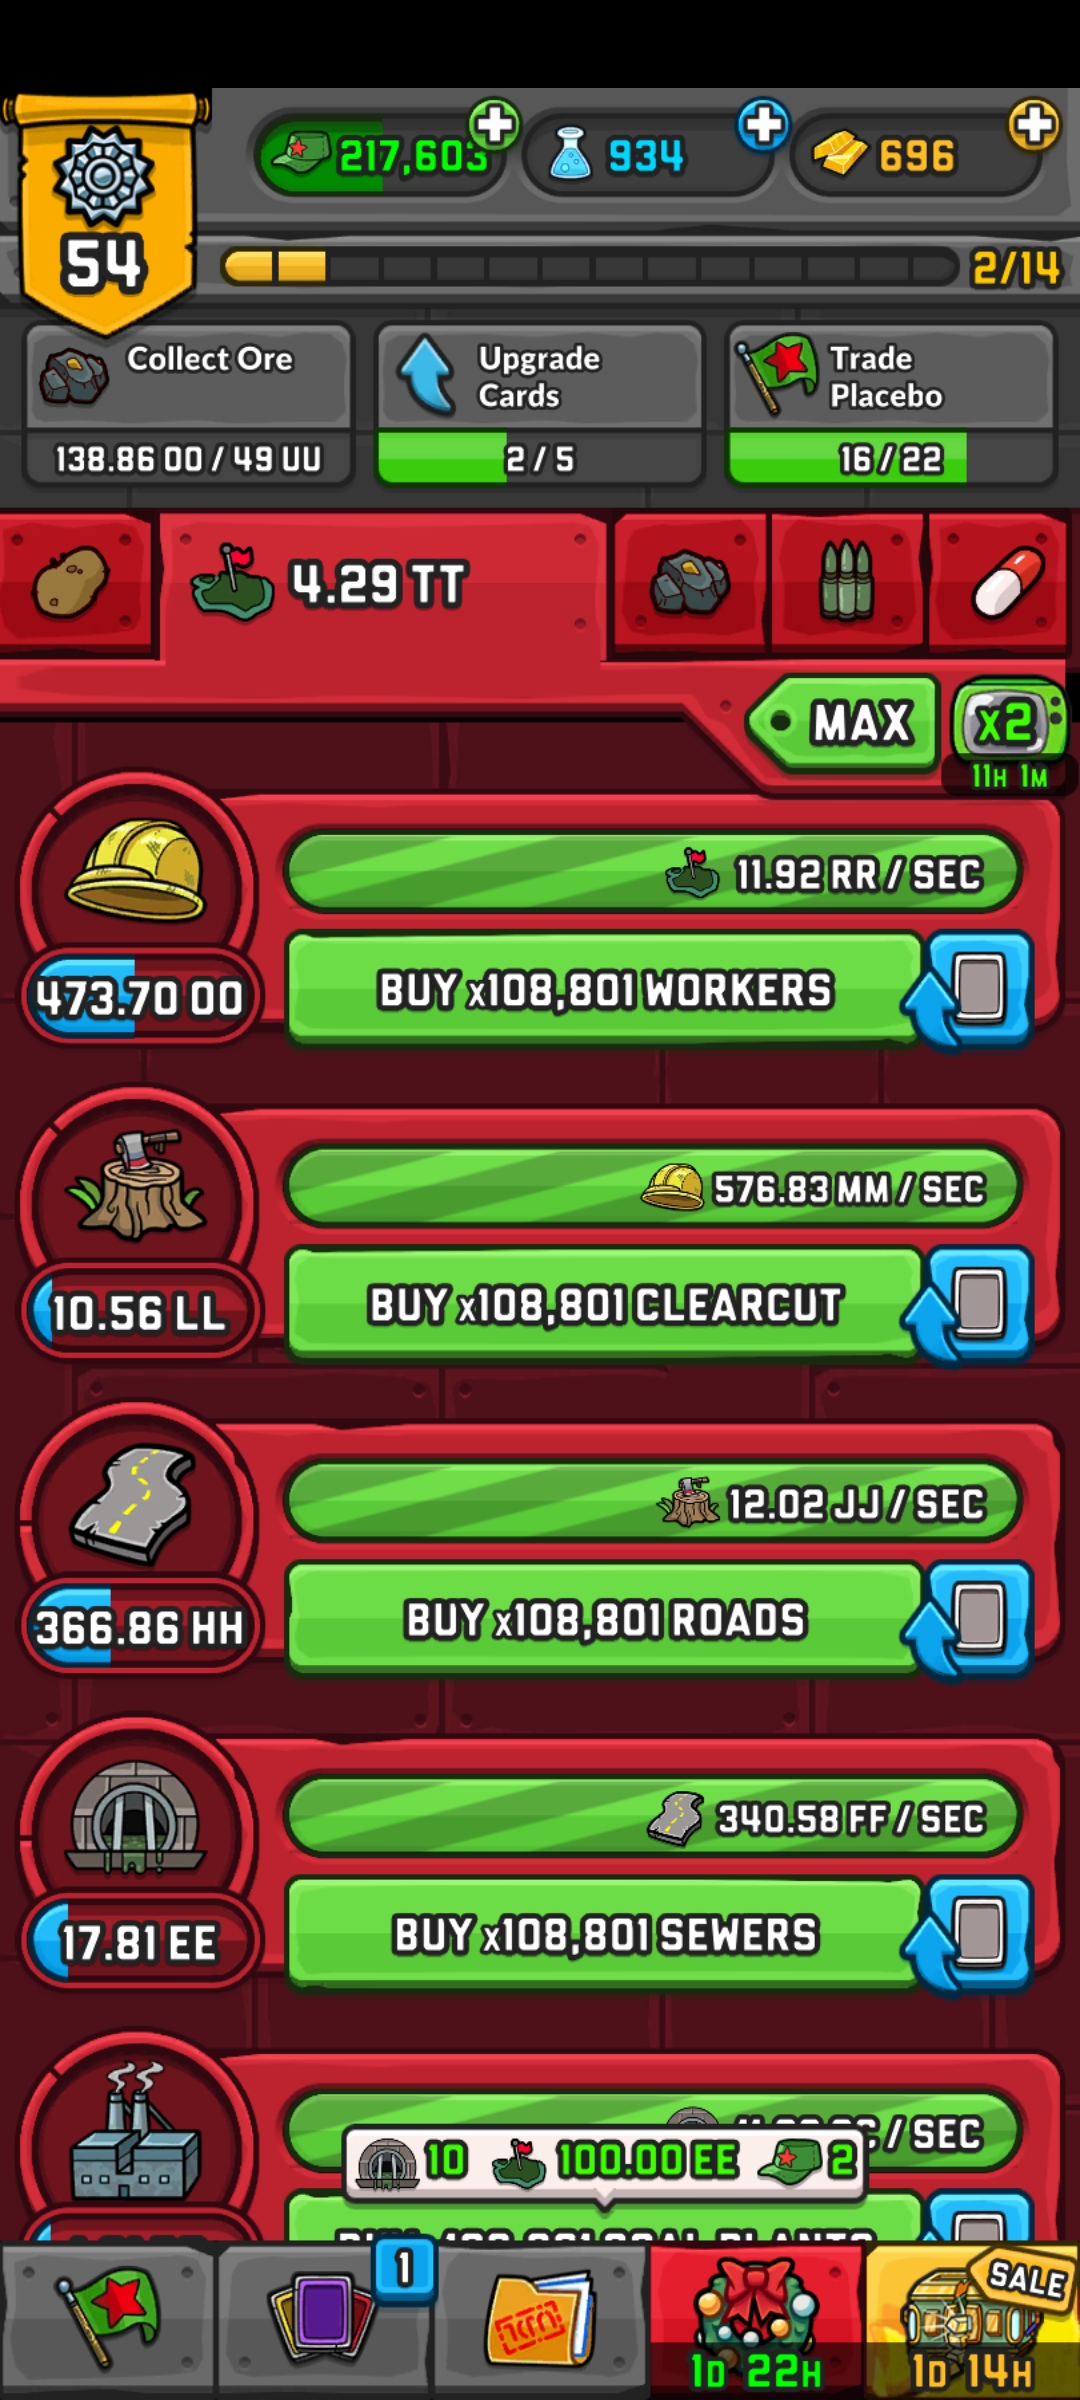 217,603
934
696
54
2/14
Collect Ore
138.86 OO / 49 UU
Upgrade
Cards
2 / 5
Trade
Placebo
16 / 22
4.29 TT
MAX
x2
11H 1M
11.92 RR / SEC
473.70 OO
BUY x108,801 WORKERS
576.83 MM / SEC
10.56 LL
BUY x108,801 CLEARCUT
12.02 JJ / SEC
366.86 HH
BUY x108,801 ROADS
340.58 FF / SEC
17.81 EE
BUY x108,801 SEWERS
/ SEC
10 100.00 EE 2
1
SALE
1D 22H
1D 14H